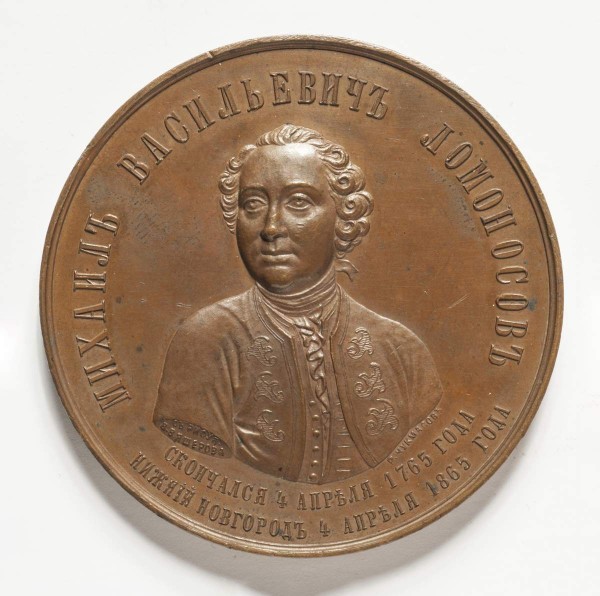 МИХАИЛЪ ВАСИЛЬЕВИЧЪ ЛОМОНОСОВЪ
СКОНЧАЛСЯ 4 АПРѢЛЯ 1765 ГОДА
НИЖНІЙ НОВГОРОДЪ 4 АПРѢЛЯ 1865 ГОДА